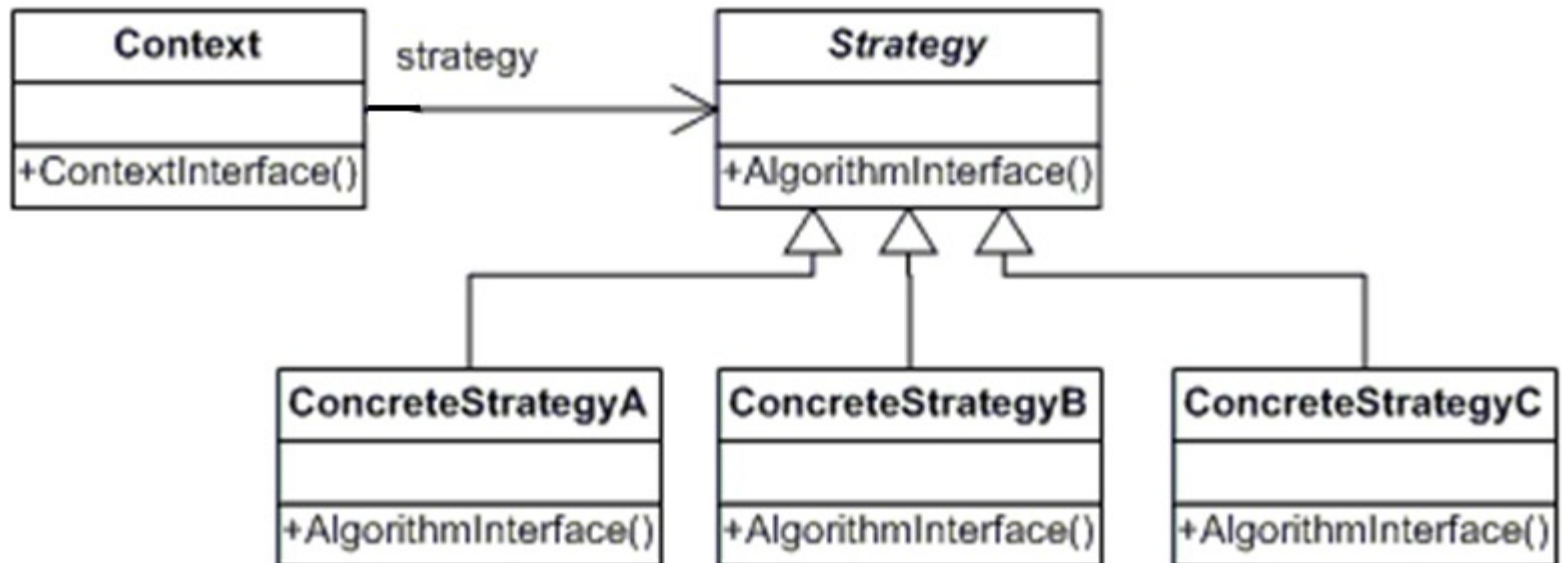 Context
strategy
Strategy
+ContextInterface()
+AlgorithmInterface()
ConcreteStrategyA
ConcreteStrategyB
ConcreteStrategyC
+AlgorithmInterface()
+AlgorithmInterface()
+AlgorithmInterface()